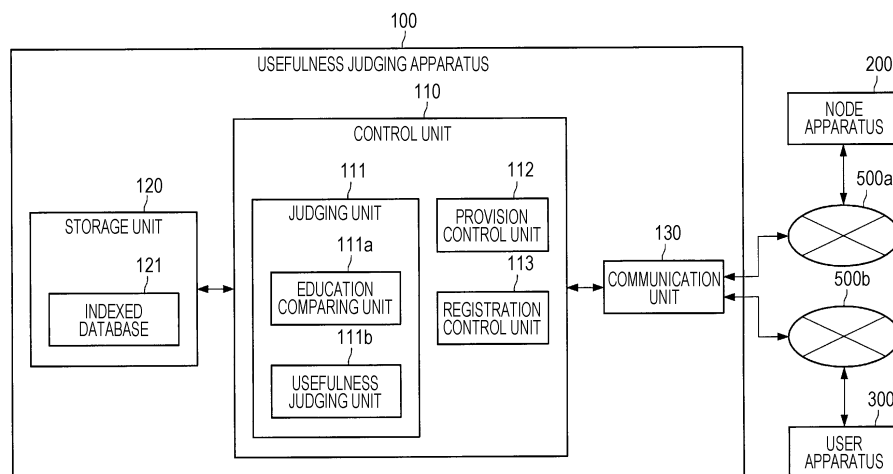 100
USEFULNESS JUDGING APPARATUS
110
CONTROL UNIT
200
NODE
APPARATUS
120
STORAGE UNIT
121
INDEXED
DATABASE
111
JUDGING UNIT
111a
EDUCATION
COMPARING UNIT
111b
USEFULNESS
JUDGING UNIT
112
PROVISION
CONTROL UNIT
113
REGISTRATION
CONTROL UNIT
130
COMMUNICATION
UNIT
500a
500b
300
USER
APPARATUS